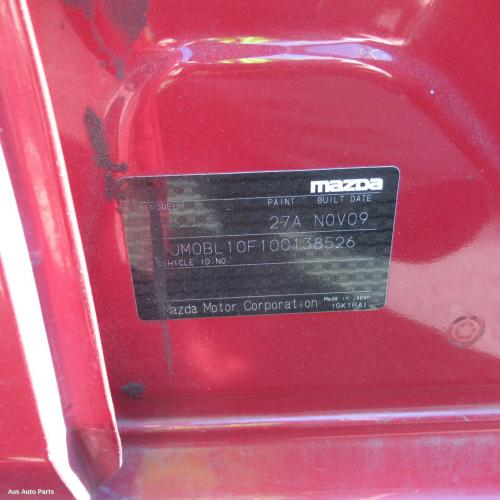 mazda
MODEL PAINT BUILT DATE
27A NOV09
JM0BL10F100138526
VEHICLE ID.NO.
Mazda Motor Corporation Made in Japan
Aus Auto Parts